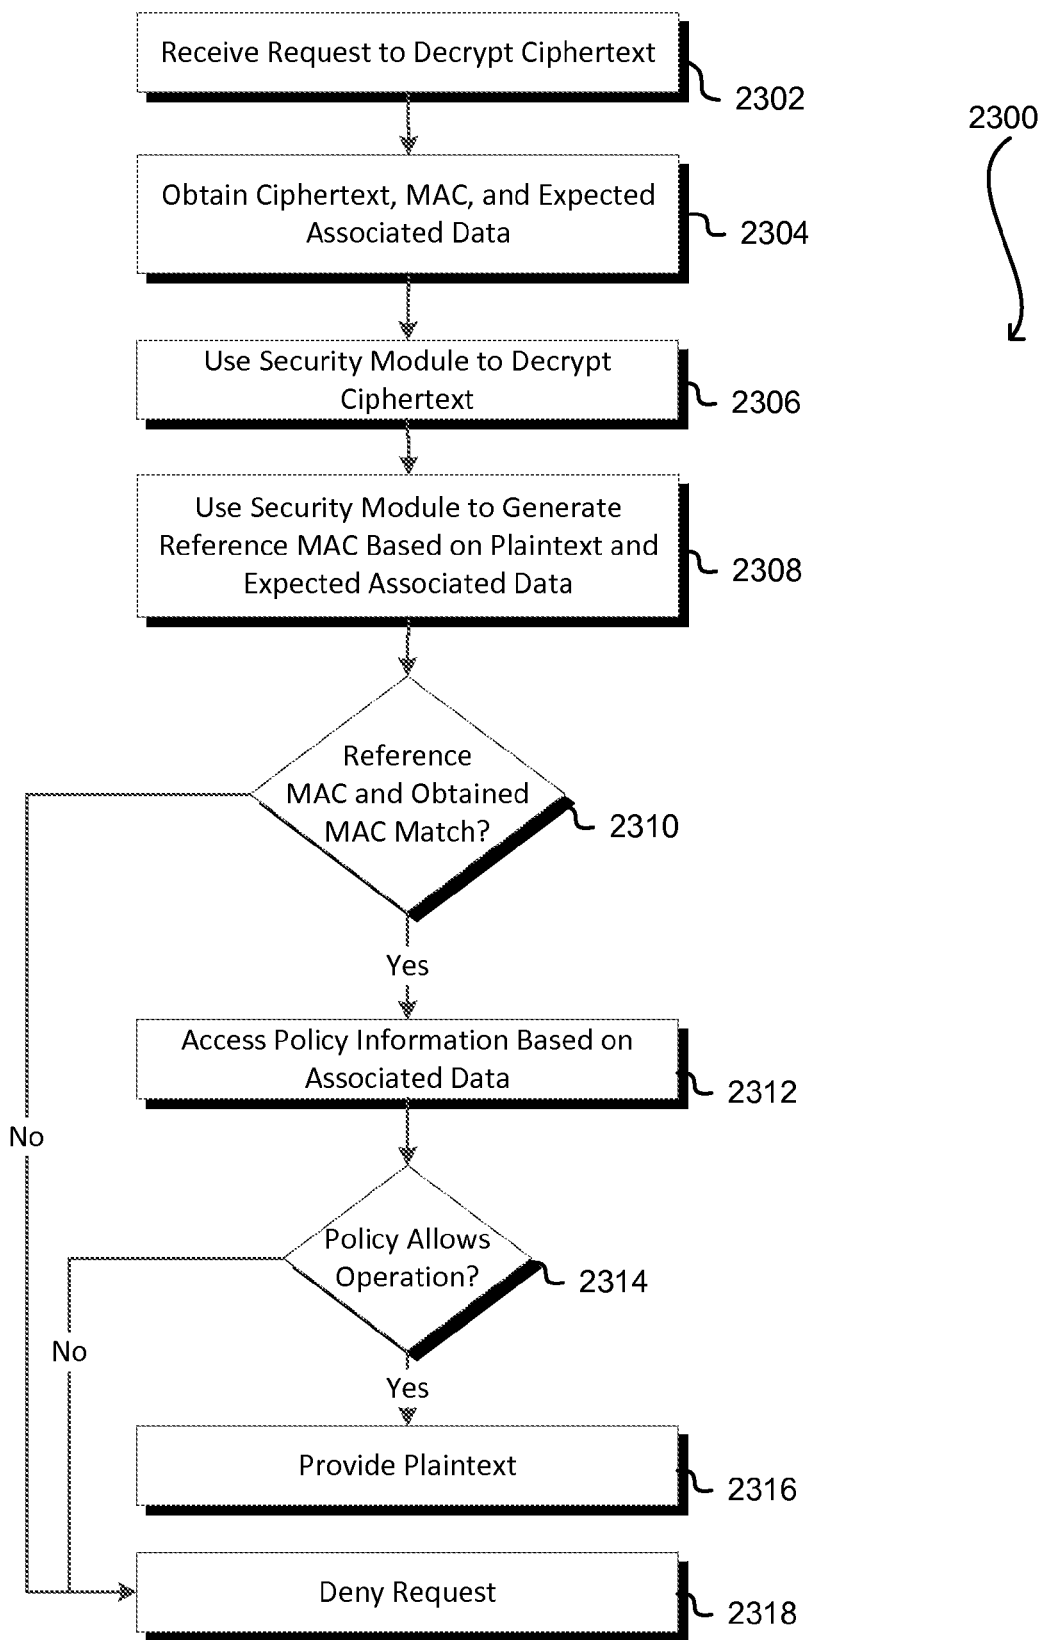 Receive Request to Decrypt Ciphertext
2302
2300
Obtain Ciphertext, MAC, and Expected
Associated Data
2304
Use Security Module to Decrypt
Ciphertext
2306
Use Security Module to Generate
Reference MAC Based on Plaintext and
Expected Associated Data
2308
Reference
MAC and Obtained
MAC Match?
2310
Yes
Access Policy Information Based on
Associated Data
2312
No
Policy Allows
Operation?
2314
No
Yes
Provide Plaintext
2316
Deny Request
2318